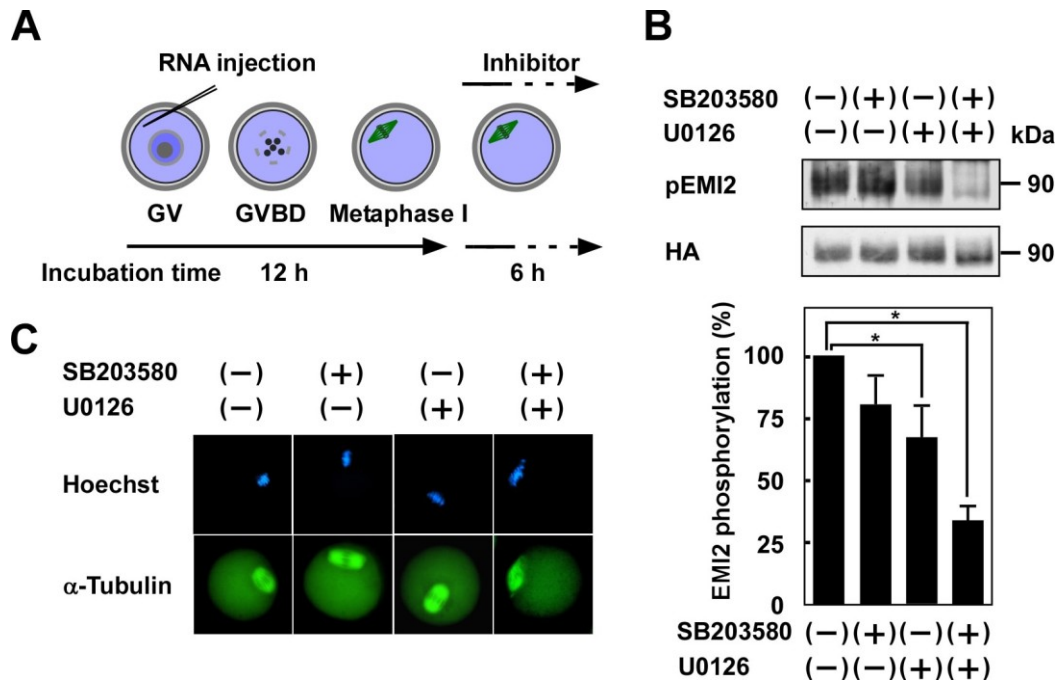 A
RNA injection
Inhibitor
GV
GVBD
Metaphase I
Incubation time
12 h
6 h
B
SB203580 (−)(+)(−)(+)
U0126 (−)(−)(+)(+) kDa
pEMI2 90
HA 90
* 
*
EMI2 phosphorylation (%)
100
75
50
25
0
SB203580 (−)(+)(−)(+)
U0126 (−)(−)(+)(+)
C
SB203580 (−) (+) (−) (+)
U0126 (−) (−) (+) (+)
Hoechst
α-Tubulin